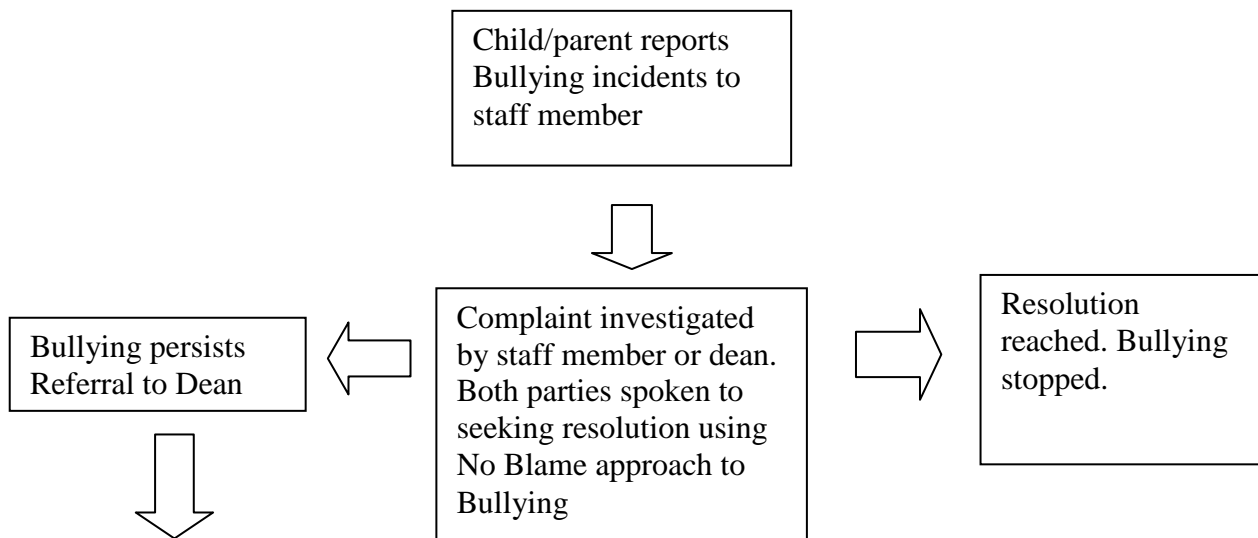 Child/parent reports
Bullying incidents to
staff member
Bullying persists
Referral to Dean
Complaint investigated
by staff member or dean.
Both parties spoken to
seeking resolution using
No Blame approach to
Bullying
Resolution
reached. Bullying
stopped.